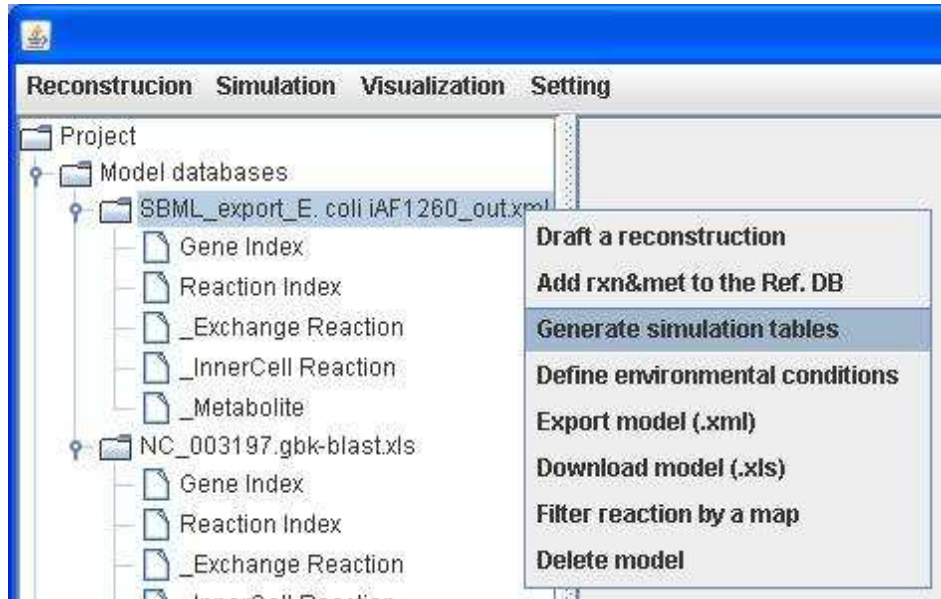 Reconstrucion Simulation Visualization Setting
Project
Model databases
SBML_export_E. coli iAF1260_out.xml
Gene Index
Reaction Index
_Exchange Reaction
_InnerCell Reaction
_Metabolite
NC_003197.gbk-blast.xls
Gene Index
Reaction Index
_Exchange Reaction
_InnerCell Reaction
Draft a reconstruction
Add rxn&met to the Ref. DB
Generate simulation tables
Define environmental conditions
Export model (.xml)
Download model (.xls)
Filter reaction by a map
Delete model